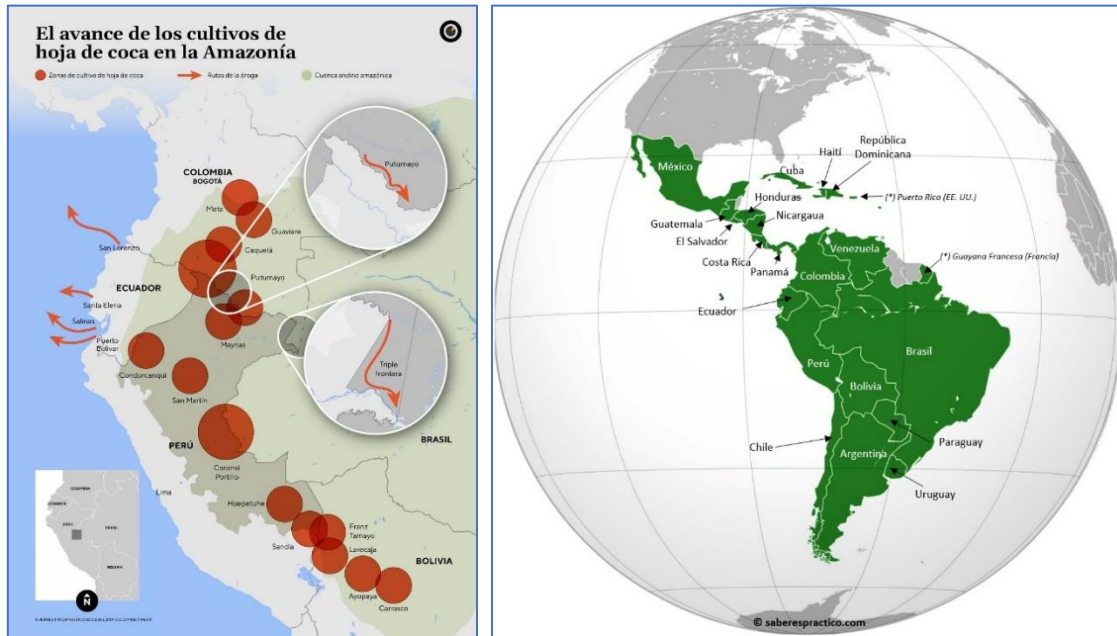 El avance de los cultivos de
hoja de coca en la Amazonía
Zonas de cultivo de hoja de coca
Rutas de la droga
Cuenca andino amazónica
Putumayo
COLOMBIA
BOGOTÁ
Meta
Guaviare
San Lorenzo
Caquetá
Putumayo
ECUADOR
Santa Elena
Salinas
Puerto
Bolívar
Maynas
Condorcanqui
San Martín
Triple
frontera
BRASIL
PERÚ
Coronel
Portillo
Lima
Huepetuhe
Franz
Tamayo
Sandia
Larecaja
BOLIVIA
Ayopaya
Carrasco
COLOMBIA
PERÚ
BRASIL
BOLIVIA
N
México
Cuba
Haití
República
Dominicana
(*) Puerto Rico (EE. UU.)
Honduras
Guatemala
Nicaragua
El Salvador
Costa Rica
Panamá
Venezuela
(*) Guayana Francesa (Francia)
Colombia
Ecuador
Brasil
Perú
Bolivia
Chile
Paraguay
Argentina
Uruguay
© saberespractico.com